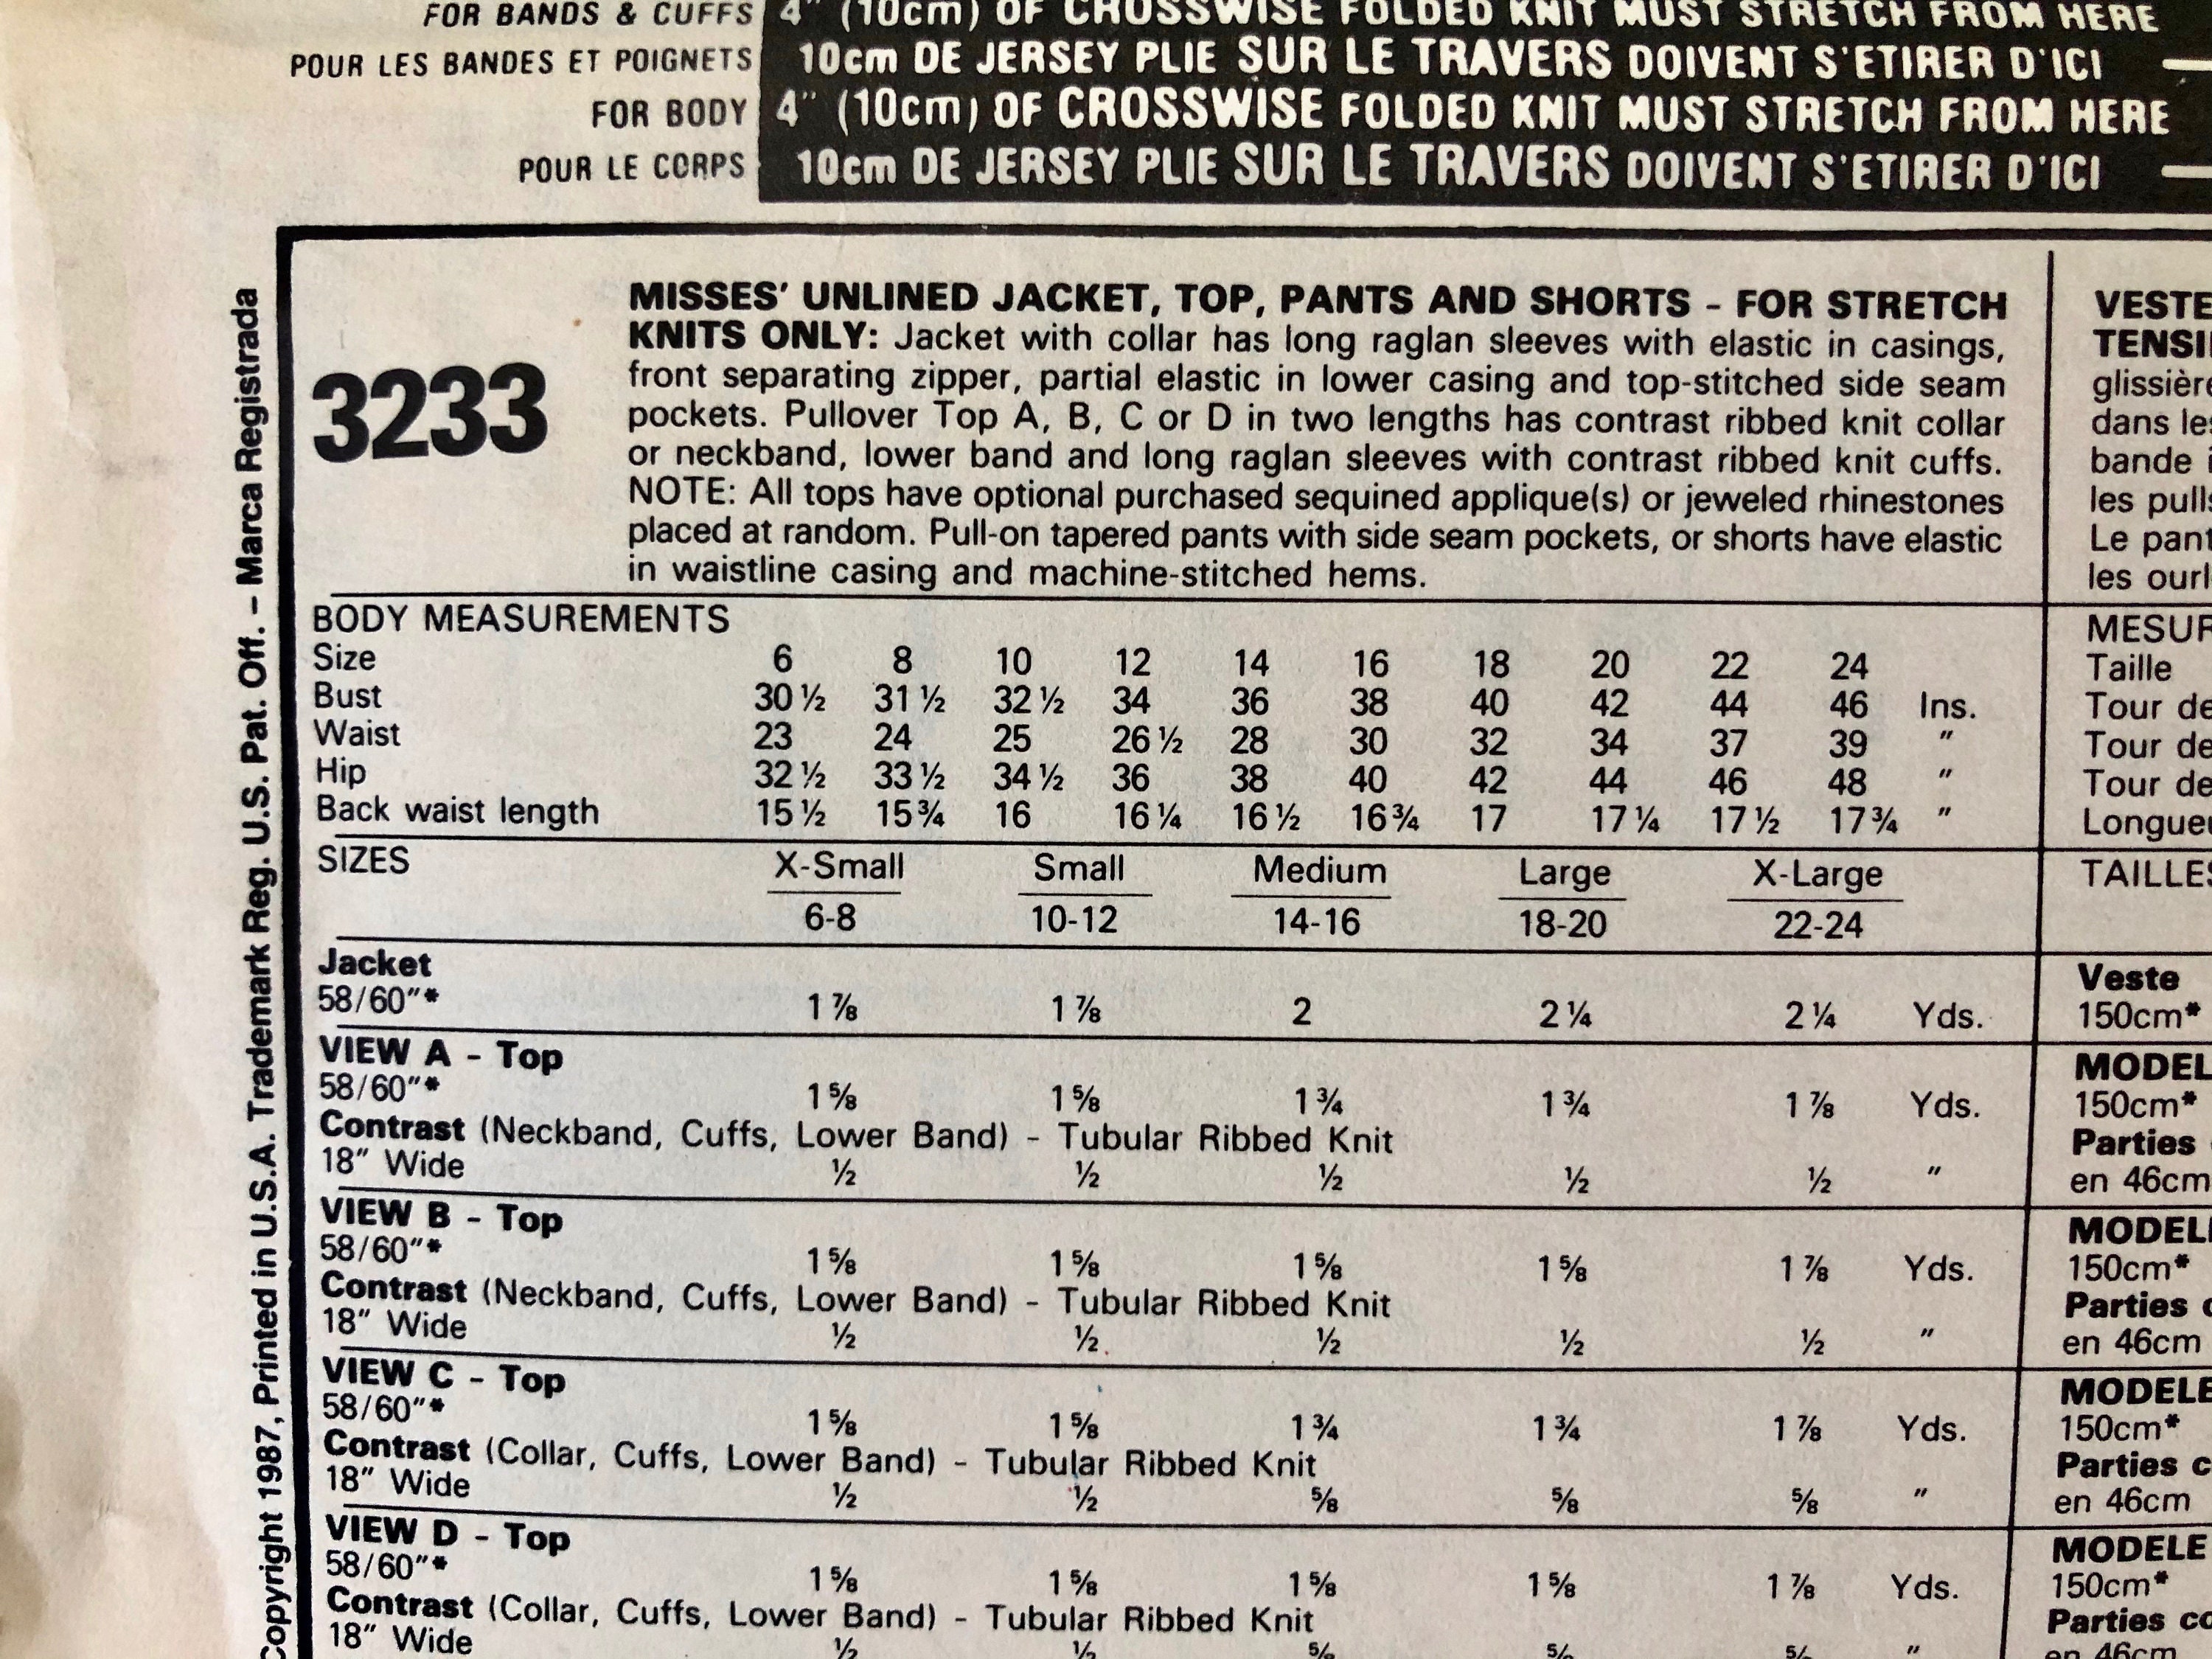 FOR BANDS & CUFFS 4" (10cm) OF CROSSWISE FOLDED KNIT MUST STRETCH FROM HERE
POUR LES BANDES ET POIGNETS 10cm DE JERSEY PLIE SUR LE TRAVERS DOIVENT S'ETIRER D'ICI
FOR BODY 4" (10cm) OF CROSSWISE FOLDED KNIT MUST STRETCH FROM HERE
POUR LE CORPS 10cm DE JERSEY PLIE SUR LE TRAVERS DOIVENT S'ETIRER D'ICI
Copyright 1987, Printed in U.S.A. Trademark Reg. U.S. Pat. Off. – Marca Registrada
3233
MISSES' UNLINED JACKET, TOP, PANTS AND SHORTS - FOR STRETCH
KNITS ONLY: Jacket with collar has long raglan sleeves with elastic in casings,
front separating zipper, partial elastic in lower casing and top-stitched side seam
pockets. Pullover Top A, B, C or D in two lengths has contrast ribbed knit collar
or neckband, lower band and long raglan sleeves with contrast ribbed knit cuffs.
NOTE: All tops have optional purchased sequined applique(s) or jeweled rhinestones
placed at random. Pull-on tapered pants with side seam pockets, or shorts have elastic
in waistline casing and machine-stitched hems.
BODY MEASUREMENTS
Size 6 8 10 12 14 16 18 20 22 24
Bust 30½ 31½ 32½ 34 36 38 40 42 44 46 Ins.
Waist 23 24 25 26½ 28 30 32 34 37 39 "
Hip 32½ 33½ 34½ 36 38 40 42 44 46 48 "
Back waist length 15½ 15¾ 16 16¼ 16½ 16¾ 17 17¼ 17½ 17¾ "
SIZES X-Small Small Medium Large X-Large
6-8 10-12 14-16 18-20 22-24
Jacket
58/60"* 1⅞ 1⅞ 2 2¼ 2¼ Yds.
VIEW A - Top
58/60"* 1⅝ 1⅝ 1¾ 1¾ 1⅞ Yds.
Contrast (Neckband, Cuffs, Lower Band) - Tubular Ribbed Knit
18" Wide ½ ½ ½ ½ ½ "
VIEW B - Top
58/60"* 1⅝ 1⅝ 1⅝ 1⅝ 1⅞ Yds.
Contrast (Neckband, Cuffs, Lower Band) - Tubular Ribbed Knit
18" Wide ½ ½ ½ ½ ½ "
VIEW C - Top
58/60"* 1⅝ 1⅝ 1¾ 1¾ 1⅞ Yds.
Contrast (Collar, Cuffs, Lower Band) - Tubular Ribbed Knit
18" Wide ½ ½ ⅝ ⅝ ⅝ "
VIEW D - Top
58/60"* 1⅝ 1⅝ 1⅝ 1⅝ 1⅞ Yds.
Contrast (Collar, Cuffs, Lower Band) - Tubular Ribbed Knit
18" Wide ½ ½ ⅝ ⅝ ⅝ "
VESTE
TENSI
glissière
dans les
bande
les pulls
Le pant
les ourl
MESUR
Taille
Tour de
Tour de
Tour de
Longueu
TAILLES
Veste
150cm*
MODEL
150cm*
Parties
en 46cm
MODEL
150cm*
Parties c
en 46cm
MODELE
150cm*
Parties c
en 46cm
MODELE
150cm*
Parties co
en 46cm